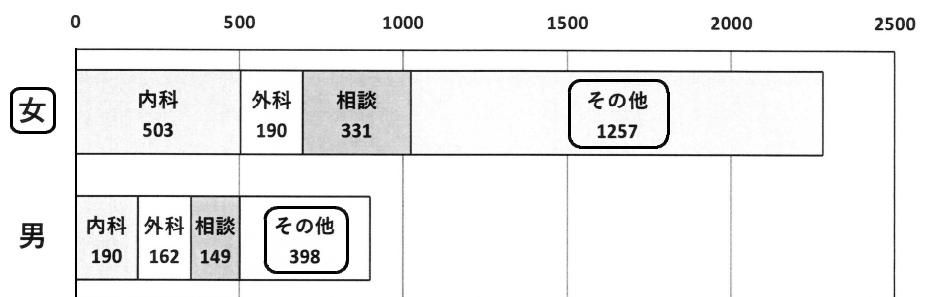 0 500 1000 1500 2000 2500
女
内科 外科 相談 その他
503 190 331 1257
男
内科 外科 相談 その他
190 162 149 398